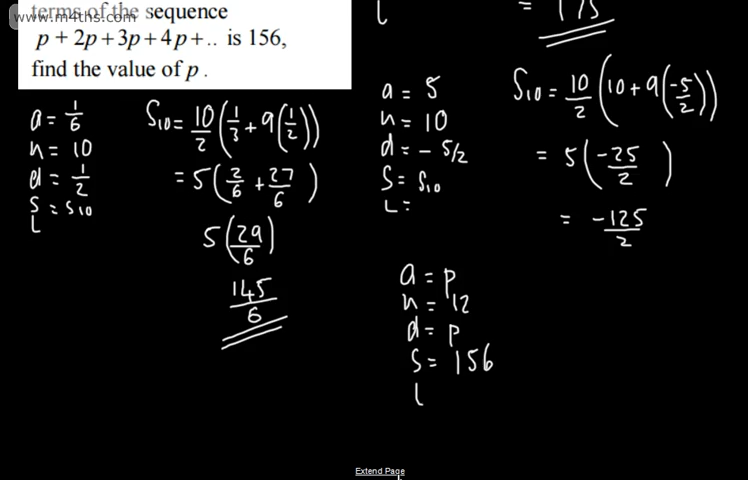 terms of the sequence
www.m4ths.com
p + 2p + 3p + 4p + .. is 156,
find the value of p .
= 175
L
a = 1/6
n = 10
d = 1/2
S = S10
L
S10 = 10/2 (1/3 + 9(1/2))
= 5(2/6 + 27/6)
5(29/6)
145/6
a = 5
n = 10
d = - 5/2
S = S10
L =
S10 = 10/2 (10 + 9(-5/2))
= 5(-25/2)
= -125/2
a = p
n = 12
d = p
S = 156
L
Extend Page